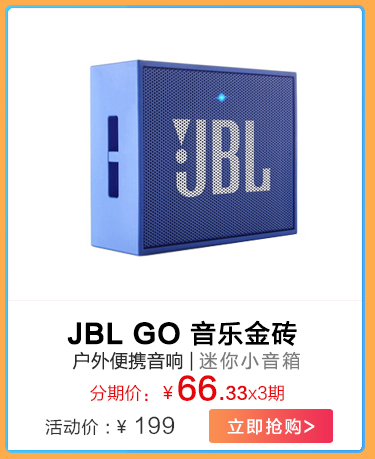 JBL
JBL GO 音乐金砖
户外便携音响 | 迷你小音箱
分期价：¥ 66.33x3期
活动价：¥ 199
立即抢购>